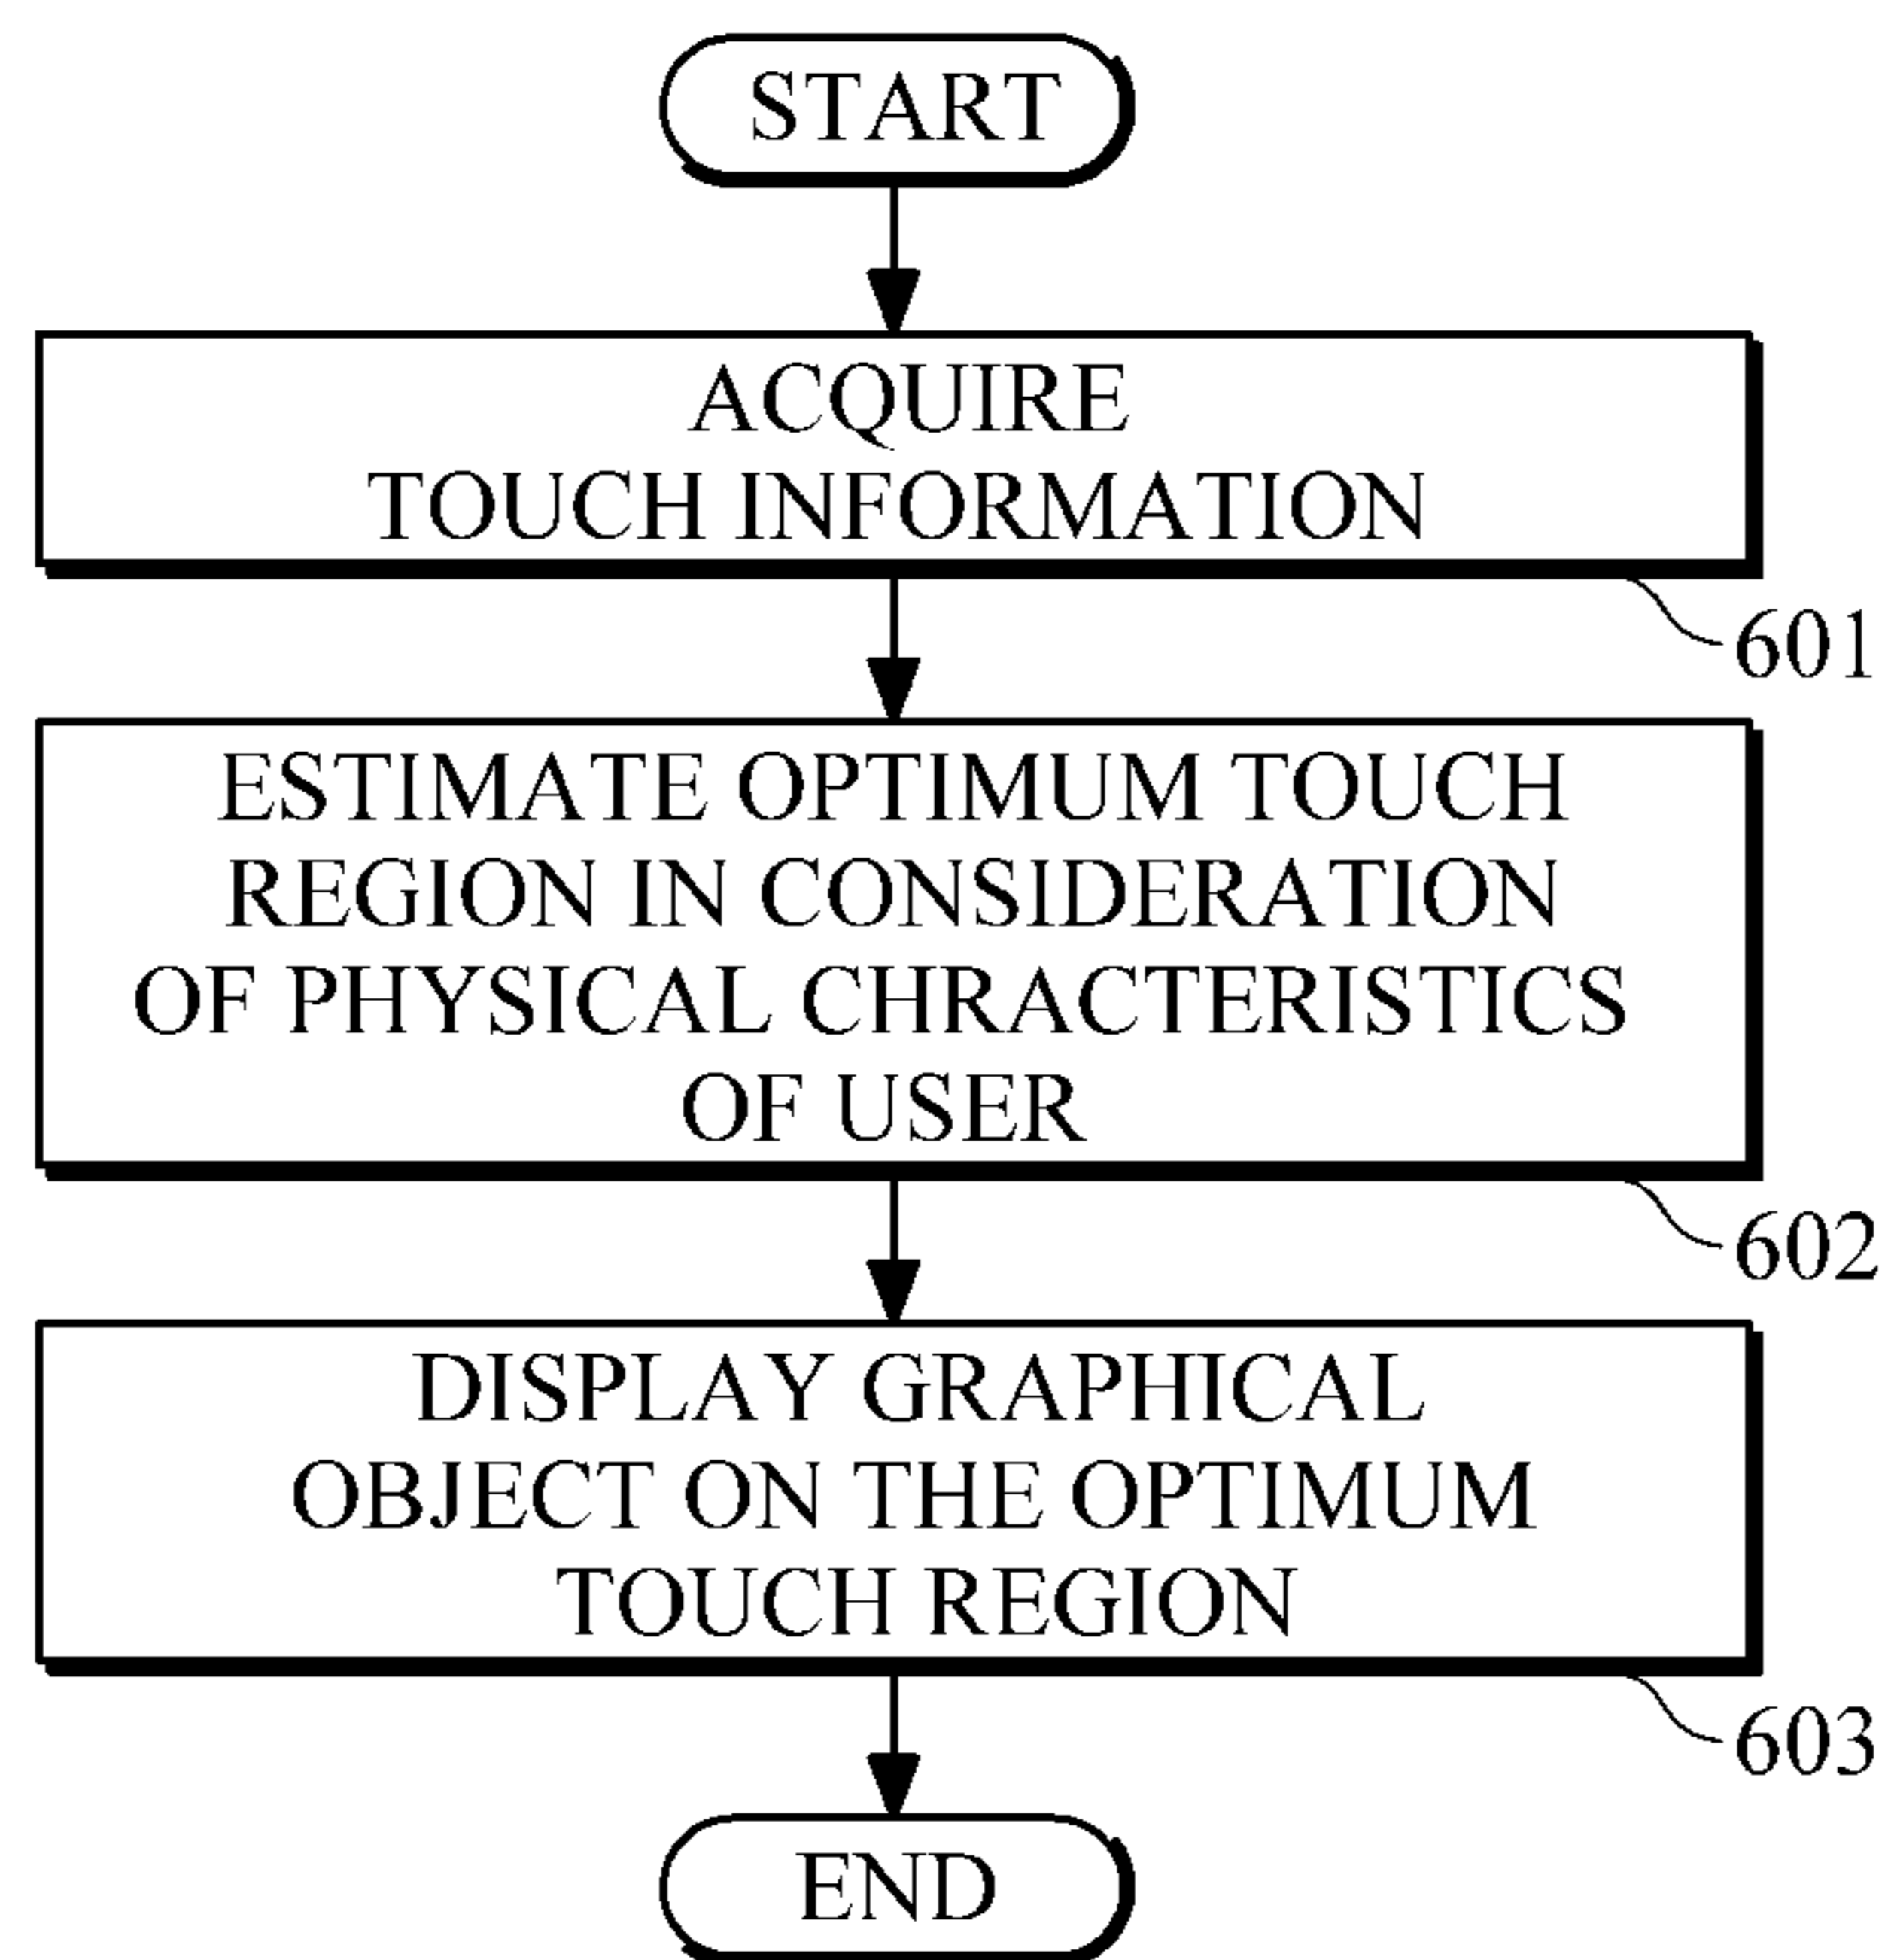 START
ACQUIRE
TOUCH INFORMATION
601
ESTIMATE OPTIMUM TOUCH
REGION IN CONSIDERATION
OF PHYSICAL CHRACTERISTICS
OF USER
602
DISPLAY GRAPHICAL
OBJECT ON THE OPTIMUM
TOUCH REGION
603
END